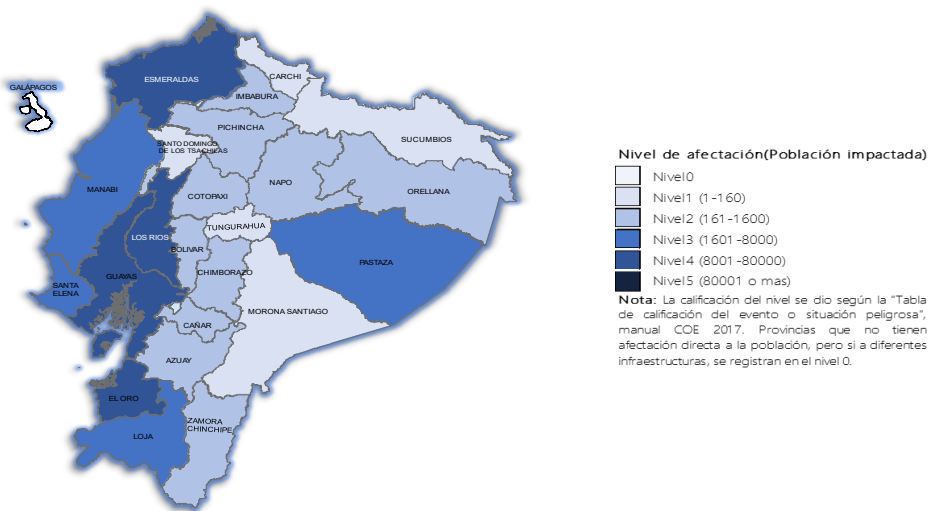 ESMERALDAS
CARCHI
GALÁPAGOS
IMBABURA
PICHINCHA
SUCUMBIOS
SANTO DOMINGO
DE LOS TSACHILAS
MANABI
COTOPAXI
NAPO
ORELLANA
TUNGURAHUA
LOS RIOS
BOLIVAR
PASTAZA
CHIMBORAZO
GUAYAS
SANTA
ELENA
MORONA SANTIAGO
CAÑAR
AZUAY
EL ORO
ZAMORA
CHINCHIPE
LOJA
Nivel de afectación(Población impactada)
Nivel0
Nivel1 (1-160)
Nivel2 (161-1600)
Nivel3 (1601-8000)
Nivel4 (8001-80000)
Nivel5 (80001 o mas)
Nota: La calificación del nivel se dio según la "Tabla
de calificación del evento o situación peligrosa",
manual COE 2017. Provincias que no tienen
afectación directa a la población, pero si a diferentes
infraestructuras, se registran en el nivel 0.